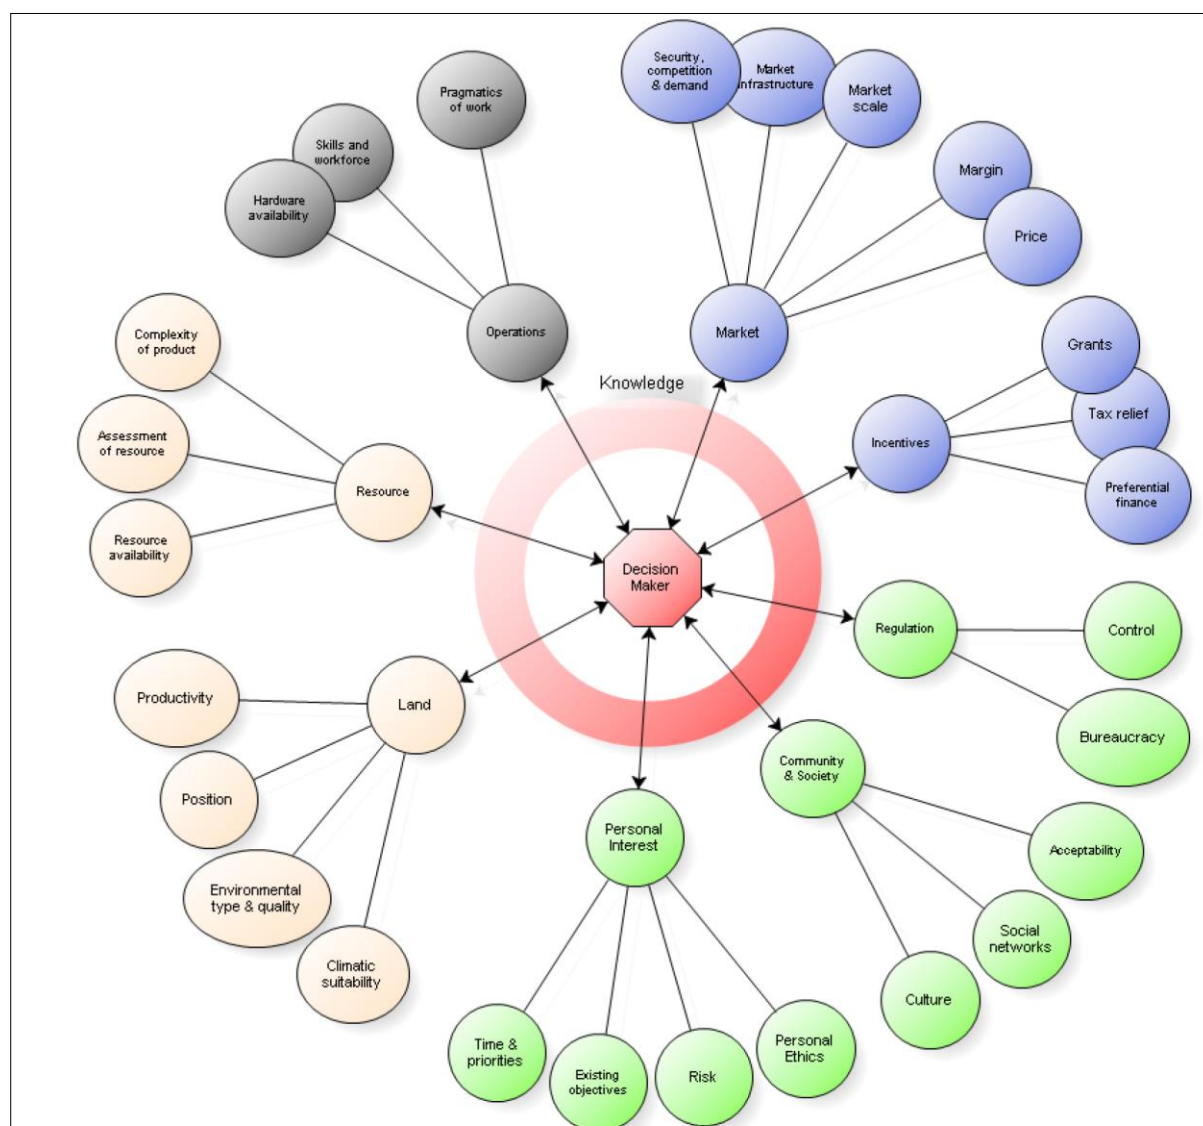 Security,
competition
& demand
Market
infrastructure
Market
scale
Pragmatics
of work
Skills and
workforce
Hardware
availability
Margin
Price
Operations
Market
Complexity
of product
Grants
Knowledge
Tax relief
Assessment
of resource
Incentives
Resource
Preferential
finance
Resource
availability
Decision
Maker
Regulation
Control
Productivity
Land
Bureaucracy
Community
& Society
Position
Personal
Interest
Acceptability
Environmental
type & quality
Social
networks
Climatic
suitability
Culture
Time &
priorities
Existing
objectives
Risk
Personal
Ethics